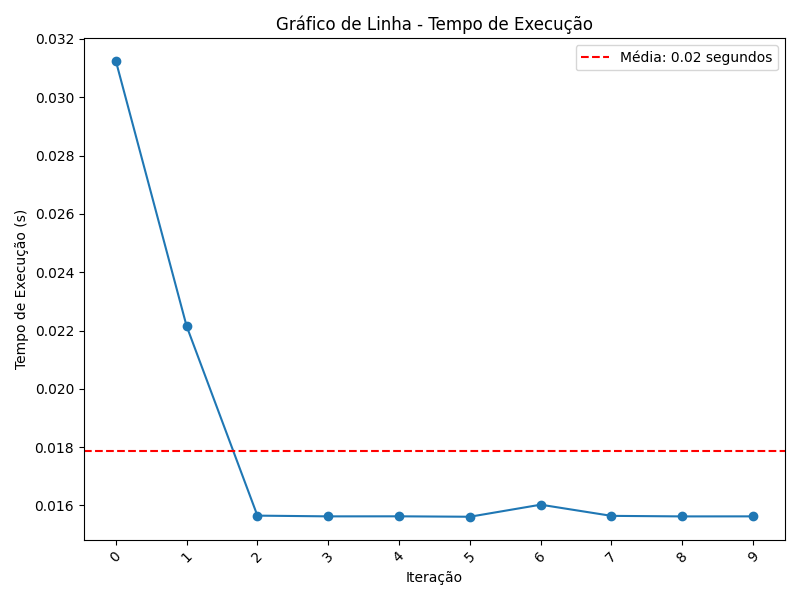 Gráfico de Linha - Tempo de Execução
Média: 0.02 segundos
Tempo de Execução (s)
0.032
0.030
0.028
0.026
0.024
0.022
0.020
0.018
0.016
0 1 2 3 4 5 6 7 8 9
Iteração